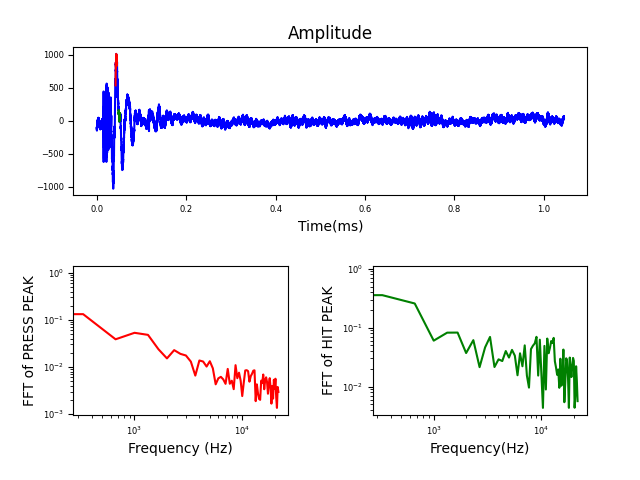 Amplitude
1000
500
0
−500
−1000
0.0 0.2 0.4 0.6 0.8 1.0
Time(ms)
FFT of PRESS PEAK
10⁰
10⁻¹
10⁻²
10⁻³
10³ 10⁴
Frequency (Hz)
FFT of HIT PEAK
10⁰
10⁻¹
10⁻²
10³ 10⁴
Frequency(Hz)